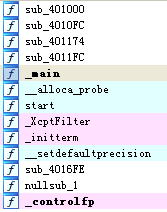 f sub_401000
f sub_4010FC
f sub_401174
f sub_4011FC
f _main
f __alloca_probe
f start
f _XcptFilter
f _initterm
f __setdefaultprecision
f sub_4016FE
f nullsub_1
f _controlfp